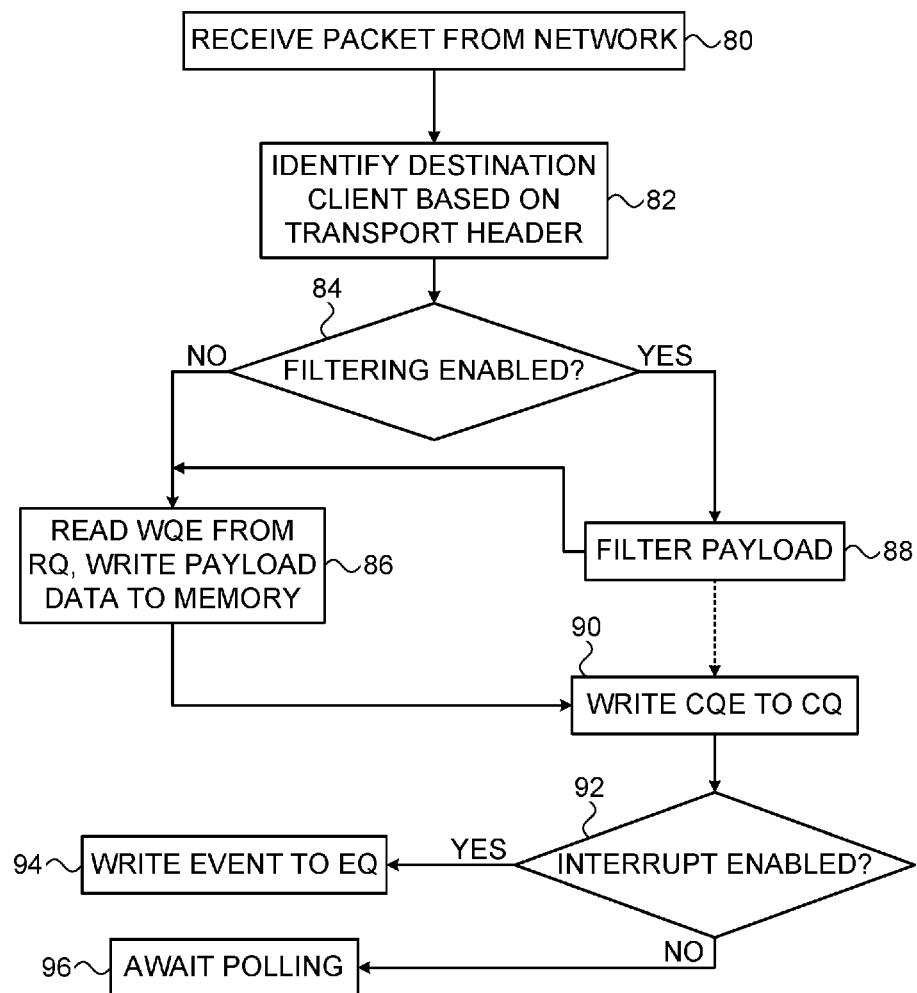 RECEIVE PACKET FROM NETWORK
80
IDENTIFY DESTINATION
CLIENT BASED ON
TRANSPORT HEADER
82
84
NO
FILTERING ENABLED?
YES
READ WQE FROM
RQ, WRITE PAYLOAD
DATA TO MEMORY
86
FILTER PAYLOAD
88
90
WRITE CQE TO CQ
92
INTERRUPT ENABLED?
YES
94
WRITE EVENT TO EQ
NO
96
AWAIT POLLING